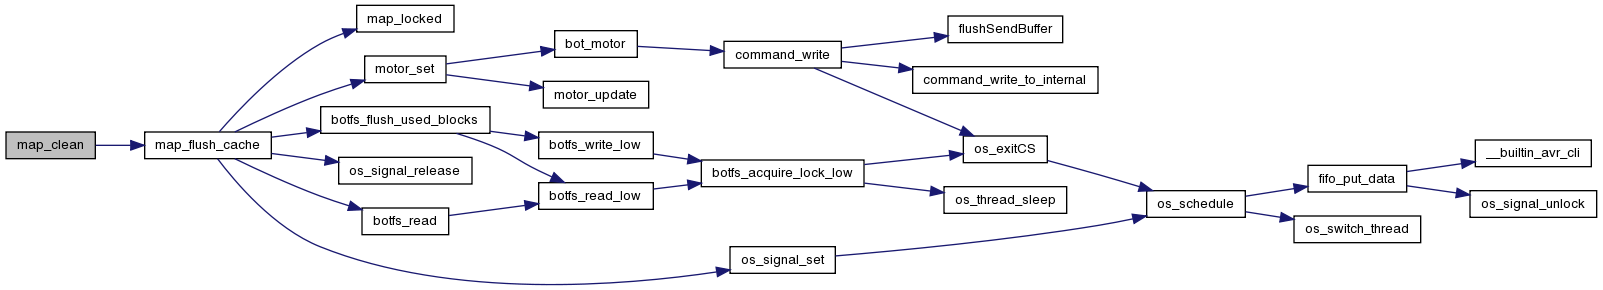 map_clean
map_flush_cache
map_locked
motor_set
botfs_flush_used_blocks
os_signal_release
botfs_read
bot_motor
motor_update
botfs_write_low
botfs_read_low
command_write
botfs_acquire_lock_low
os_signal_set
flushSendBuffer
command_write_to_internal
os_exitCS
os_thread_sleep
os_schedule
fifo_put_data
os_switch_thread
__builtin_avr_cli
os_signal_unlock